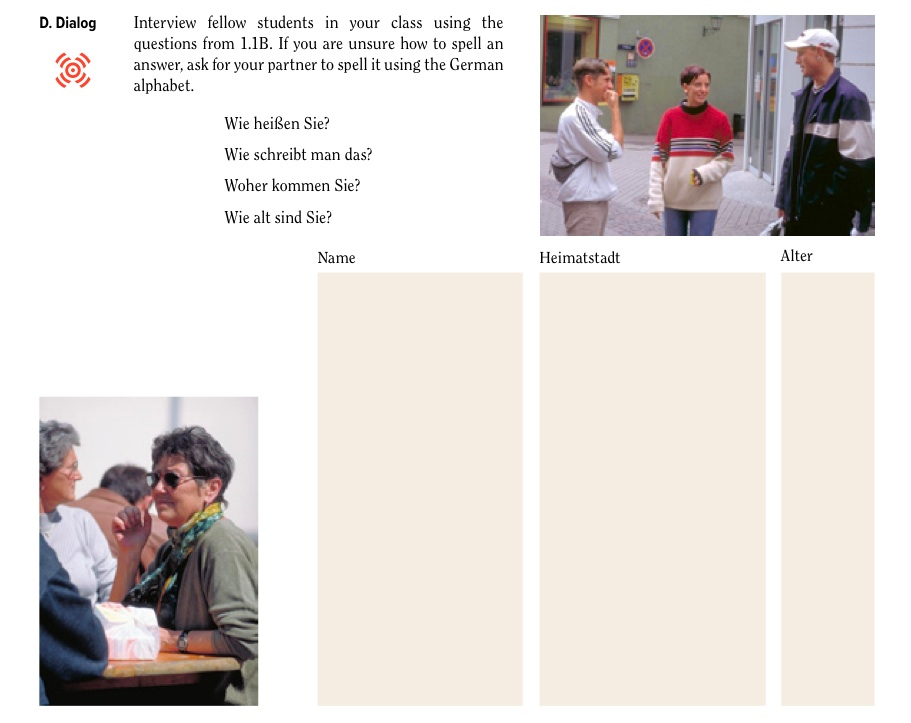 D. Dialog
Interview fellow students in your class using the
questions from 1.1B. If you are unsure how to spell an
answer, ask for your partner to spell it using the German
alphabet.
Wie heißen Sie?
Wie schreibt man das?
Woher kommen Sie?
Wie alt sind Sie?
Name
Heimatstadt
Alter